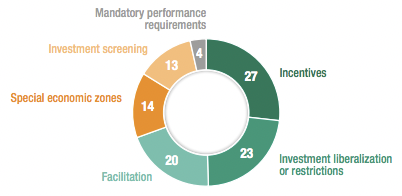 Mandatory performance
requirements
4
Investment screening
13
27
Incentives
Special economic zones
14
Facilitation
20
23
Investment liberalization
or restrictions